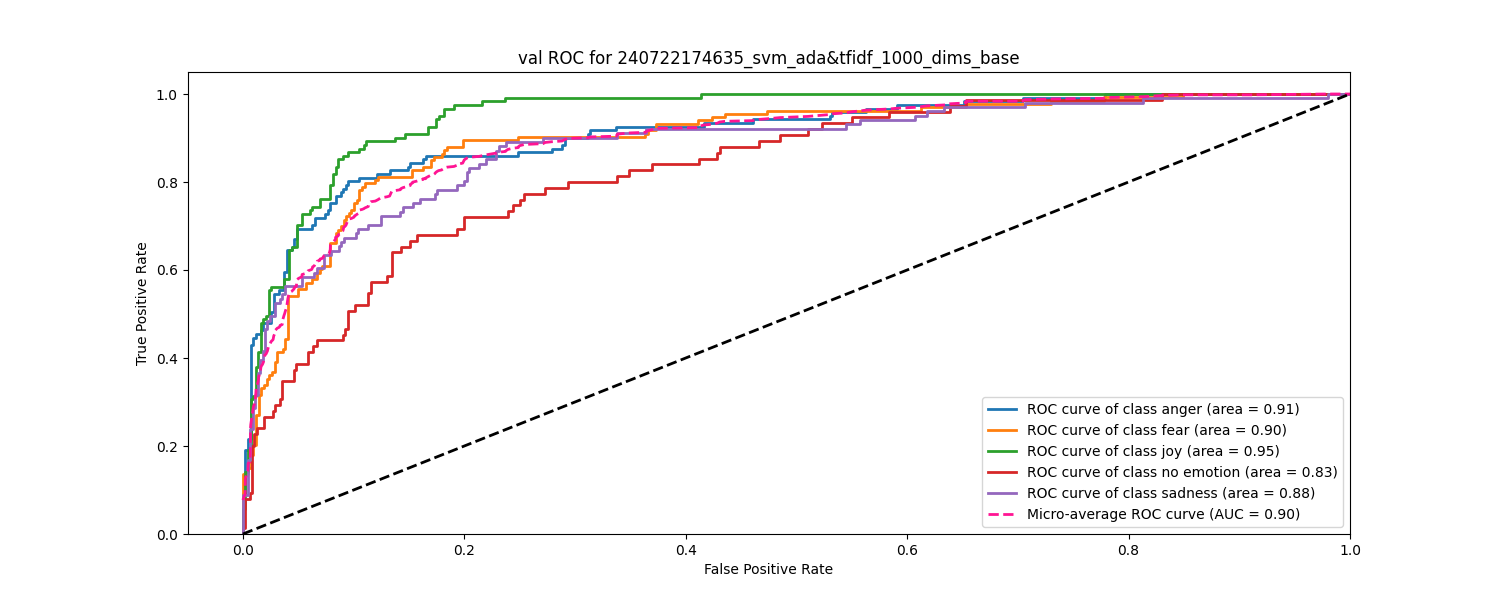 val ROC for 240722174635_svm_ada&tfidf_1000_dims_base
True Positive Rate
1.0
0.8
0.6
0.4
0.2
0.0
ROC curve of class anger (area = 0.91)
ROC curve of class fear (area = 0.90)
ROC curve of class joy (area = 0.95)
ROC curve of class no emotion (area = 0.83)
ROC curve of class sadness (area = 0.88)
Micro-average ROC curve (AUC = 0.90)
0.0 0.2 0.4 0.6 0.8 1.0
False Positive Rate